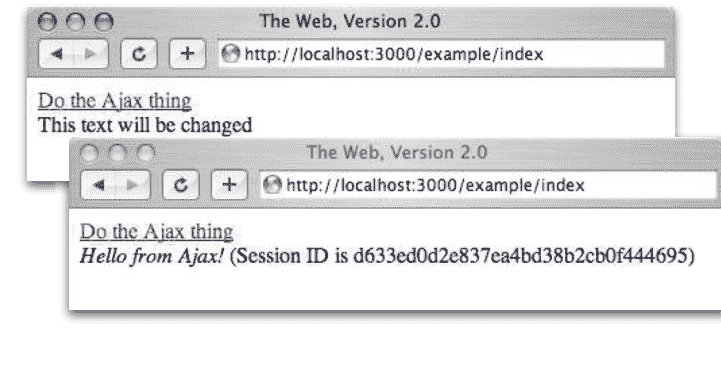 The Web, Version 2.0
http://localhost:3000/example/index
Do the Ajax thing
This text will be changed
The Web, Version 2.0
http://localhost:3000/example/index
Do the Ajax thing
Hello from Ajax! (Session ID is d633ed0d2e837ea4bd38b2cb0f444695)